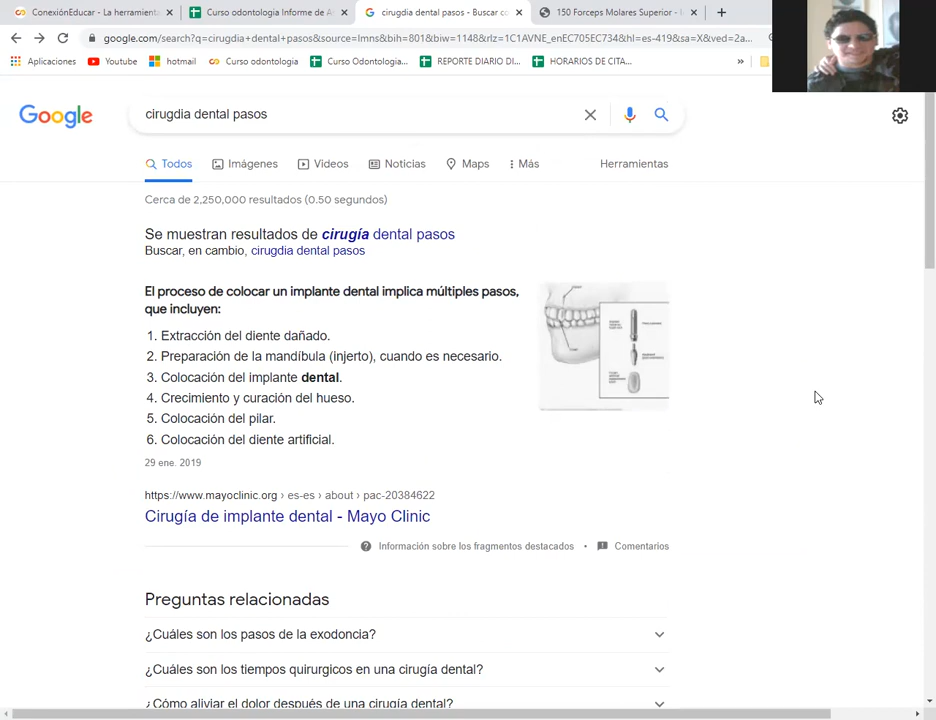 ConexiónEducar - La herramienta
Curso odontologia Informe de A
cirugdia dental pasos - Buscar co
150 Forceps Molares Superior -
google.com/search?q=cirugdia+dental+pasos&source=lmns&bih=801&biw=1148&rlz=1C1AVNE_enEC705EC734&hl=es-419&sa=X&ved=2a...
Aplicaciones
Youtube
hotmail
Curso odontologia
Curso Odontologia...
REPORTE DIARIO DI...
HORARIOS DE CITA...
»
Google
cirugdia dental pasos
Todos
Imágenes
Videos
Noticias
Maps
Más
Herramientas
Cerca de 2,250,000 resultados (0.50 segundos)
Se muestran resultados de cirugía dental pasos
Buscar, en cambio, cirugdia dental pasos
El proceso de colocar un implante dental implica múltiples pasos,
que incluyen:
1. Extracción del diente dañado.
2. Preparación de la mandíbula (injerto), cuando es necesario.
3. Colocación del implante dental.
4. Crecimiento y curación del hueso.
5. Colocación del pilar.
6. Colocación del diente artificial.
29 ene. 2019
https://www.mayoclinic.org › es-es › about › pac-20384622
Cirugía de implante dental - Mayo Clinic
Información sobre los fragmentos destacados
•
Comentarios
Preguntas relacionadas
¿Cuáles son los pasos de la exodoncia?
¿Cuáles son los tiempos quirurgicos en una cirugía dental?
¿Cómo aliviar el dolor después de una cirugía dental?